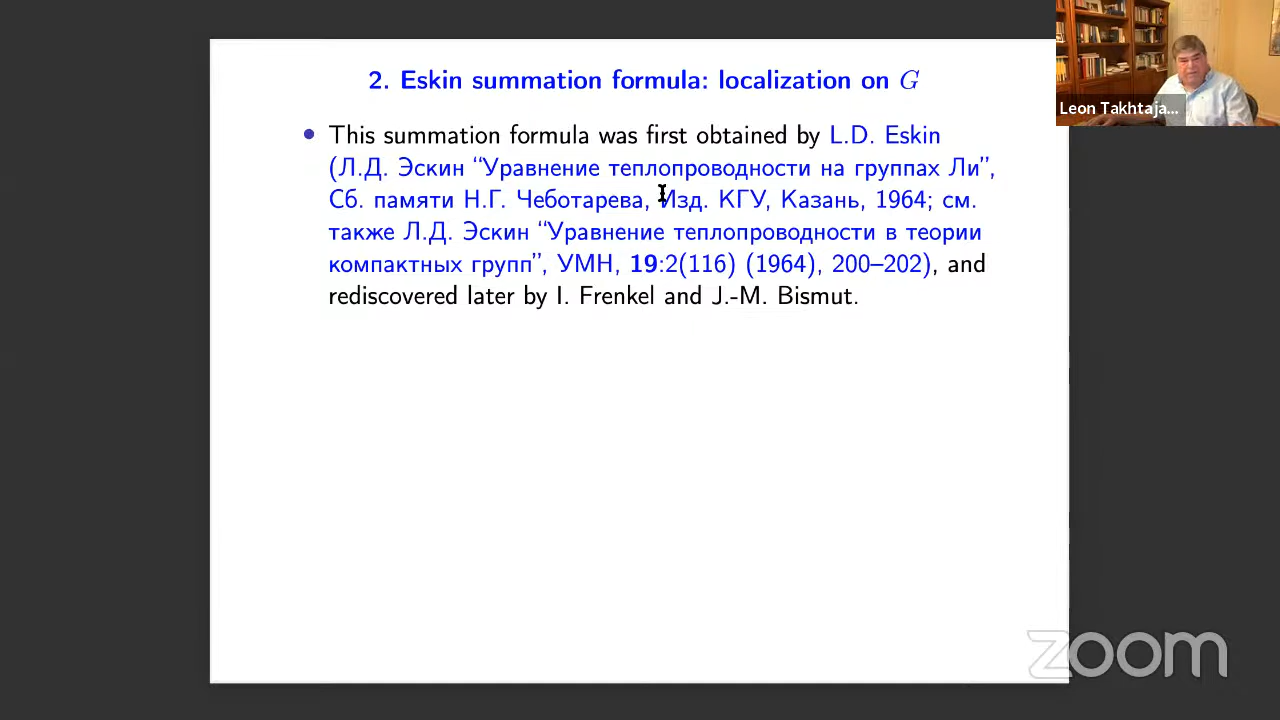 2. Eskin summation formula: localization on G
Leon Takhtaja...
• This summation formula was first obtained by L.D. Eskin
(Л.Д. Эскин “Уравнение теплопроводности на группах Ли”,
Сб. памяти Н.Г. Чеботарева, Изд. КГУ, Казань, 1964; см.
также Л.Д. Эскин “Уравнение теплопроводности в теории
компактных групп”, УМН, 19:2(116) (1964), 200–202), and
rediscovered later by I. Frenkel and J.-M. Bismut.
zoom